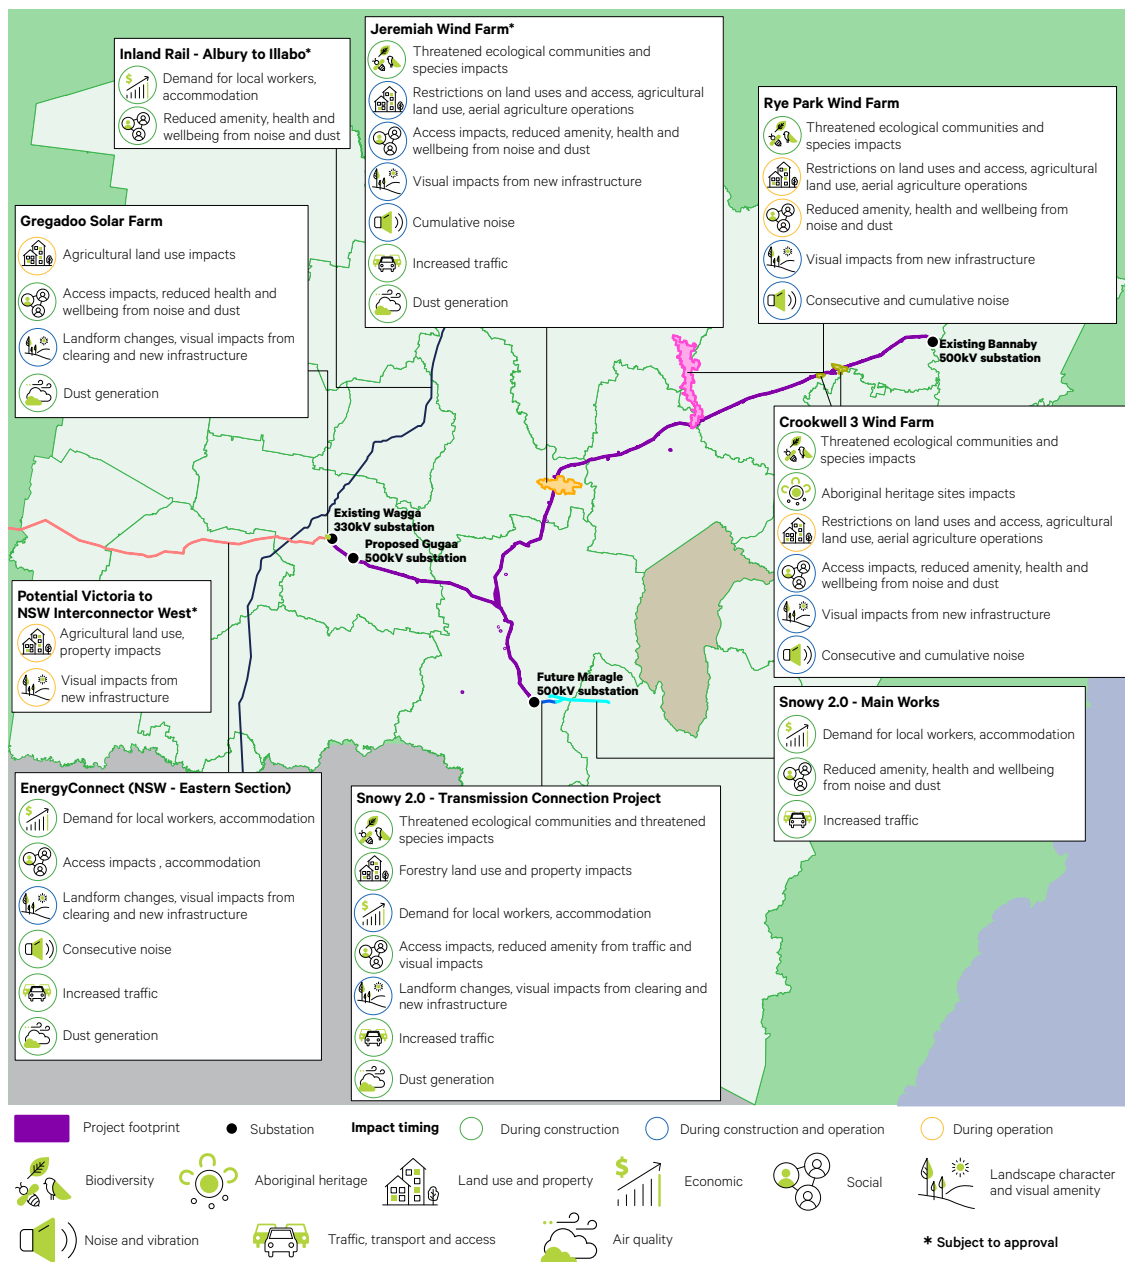 Inland Rail - Albury to Illabo*
Demand for local workers,
accommodation
Reduced amenity, health and
wellbeing from noise and dust
Jeremiah Wind Farm*
Threatened ecological communities and
species impacts
Restrictions on land uses and access, agricultural
land use, aerial agriculture operations
Access impacts, reduced amenity, health and
wellbeing from noise and dust
Visual impacts from new infrastructure
Cumulative noise
Increased traffic
Dust generation
Rye Park Wind Farm
Threatened ecological communities and
species impacts
Restrictions on land uses and access, agricultural
land use, aerial agriculture operations
Reduced amenity, health and wellbeing from
noise and dust
Visual impacts from new infrastructure
Consecutive and cumulative noise
Gregadoo Solar Farm
Agricultural land use impacts
Access impacts, reduced health and
wellbeing from noise and dust
Landform changes, visual impacts from
clearing and new infrastructure
Dust generation
Existing Bannaby
500kV substation
Crookwell 3 Wind Farm
Threatened ecological communities and
species impacts
Aboriginal heritage sites impacts
Restrictions on land uses and access, agricultural
land use, aerial agriculture operations
Access impacts, reduced amenity, health and
wellbeing from noise and dust
Visual impacts from new infrastructure
Consecutive and cumulative noise
Existing Wagga
330kV substation
Proposed Gugaa
500kV substation
Potential Victoria to
NSW Interconnector West*
Agricultural land use,
property impacts
Visual impacts from
new infrastructure
Future Maragle
500kV substation
Snowy 2.0 - Main Works
Demand for local workers, accommodation
Reduced amenity, health and wellbeing
from noise and dust
Increased traffic
EnergyConnect (NSW - Eastern Section)
Demand for local workers, accommodation
Access impacts , accommodation
Landform changes, visual impacts from
clearing and new infrastructure
Consecutive noise
Increased traffic
Dust generation
Snowy 2.0 - Transmission Connection Project
Threatened ecological communities and threatened
species impacts
Forestry land use and property impacts
Demand for local workers, accommodation
Access impacts, reduced amenity from traffic and
visual impacts
Landform changes, visual impacts from clearing and
new infrastructure
Increased traffic
Dust generation
Project footprint
Substation
Impact timing
During construction
During construction and operation
During operation
Biodiversity
Aboriginal heritage
Land use and property
Economic
Social
Landscape character
and visual amenity
Noise and vibration
Traffic, transport and access
Air quality
* Subject to approval